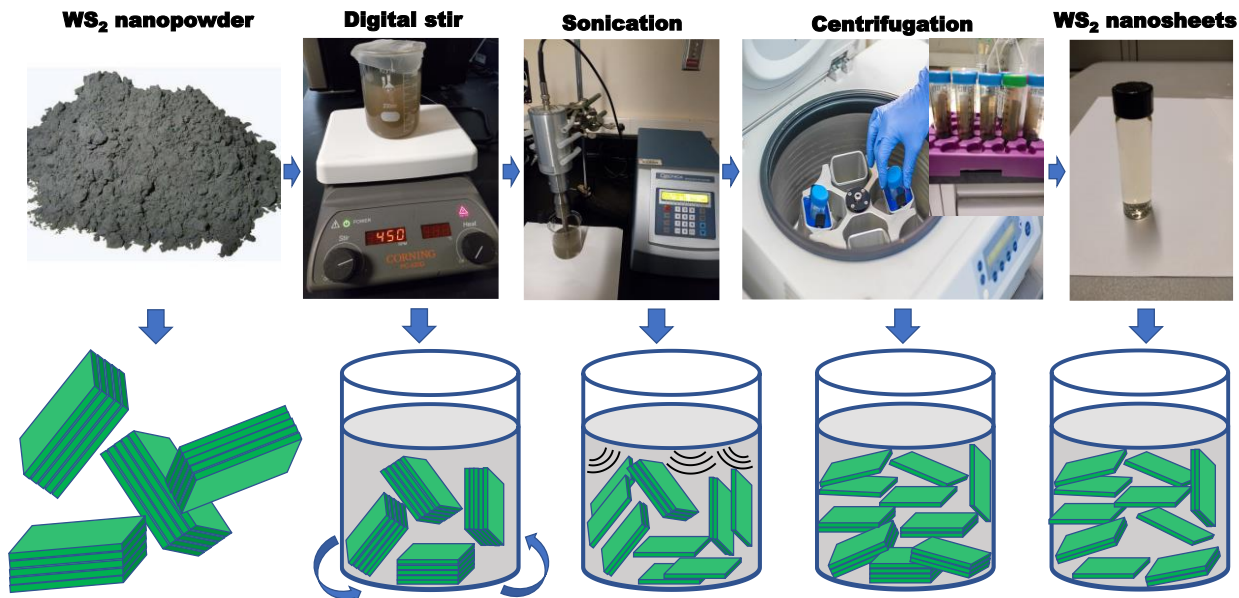 WS2 nanopowder
Digital stir
Sonication
Centrifugation
WS2 nanosheets
POWER
Stir
450
Heat
CORNING